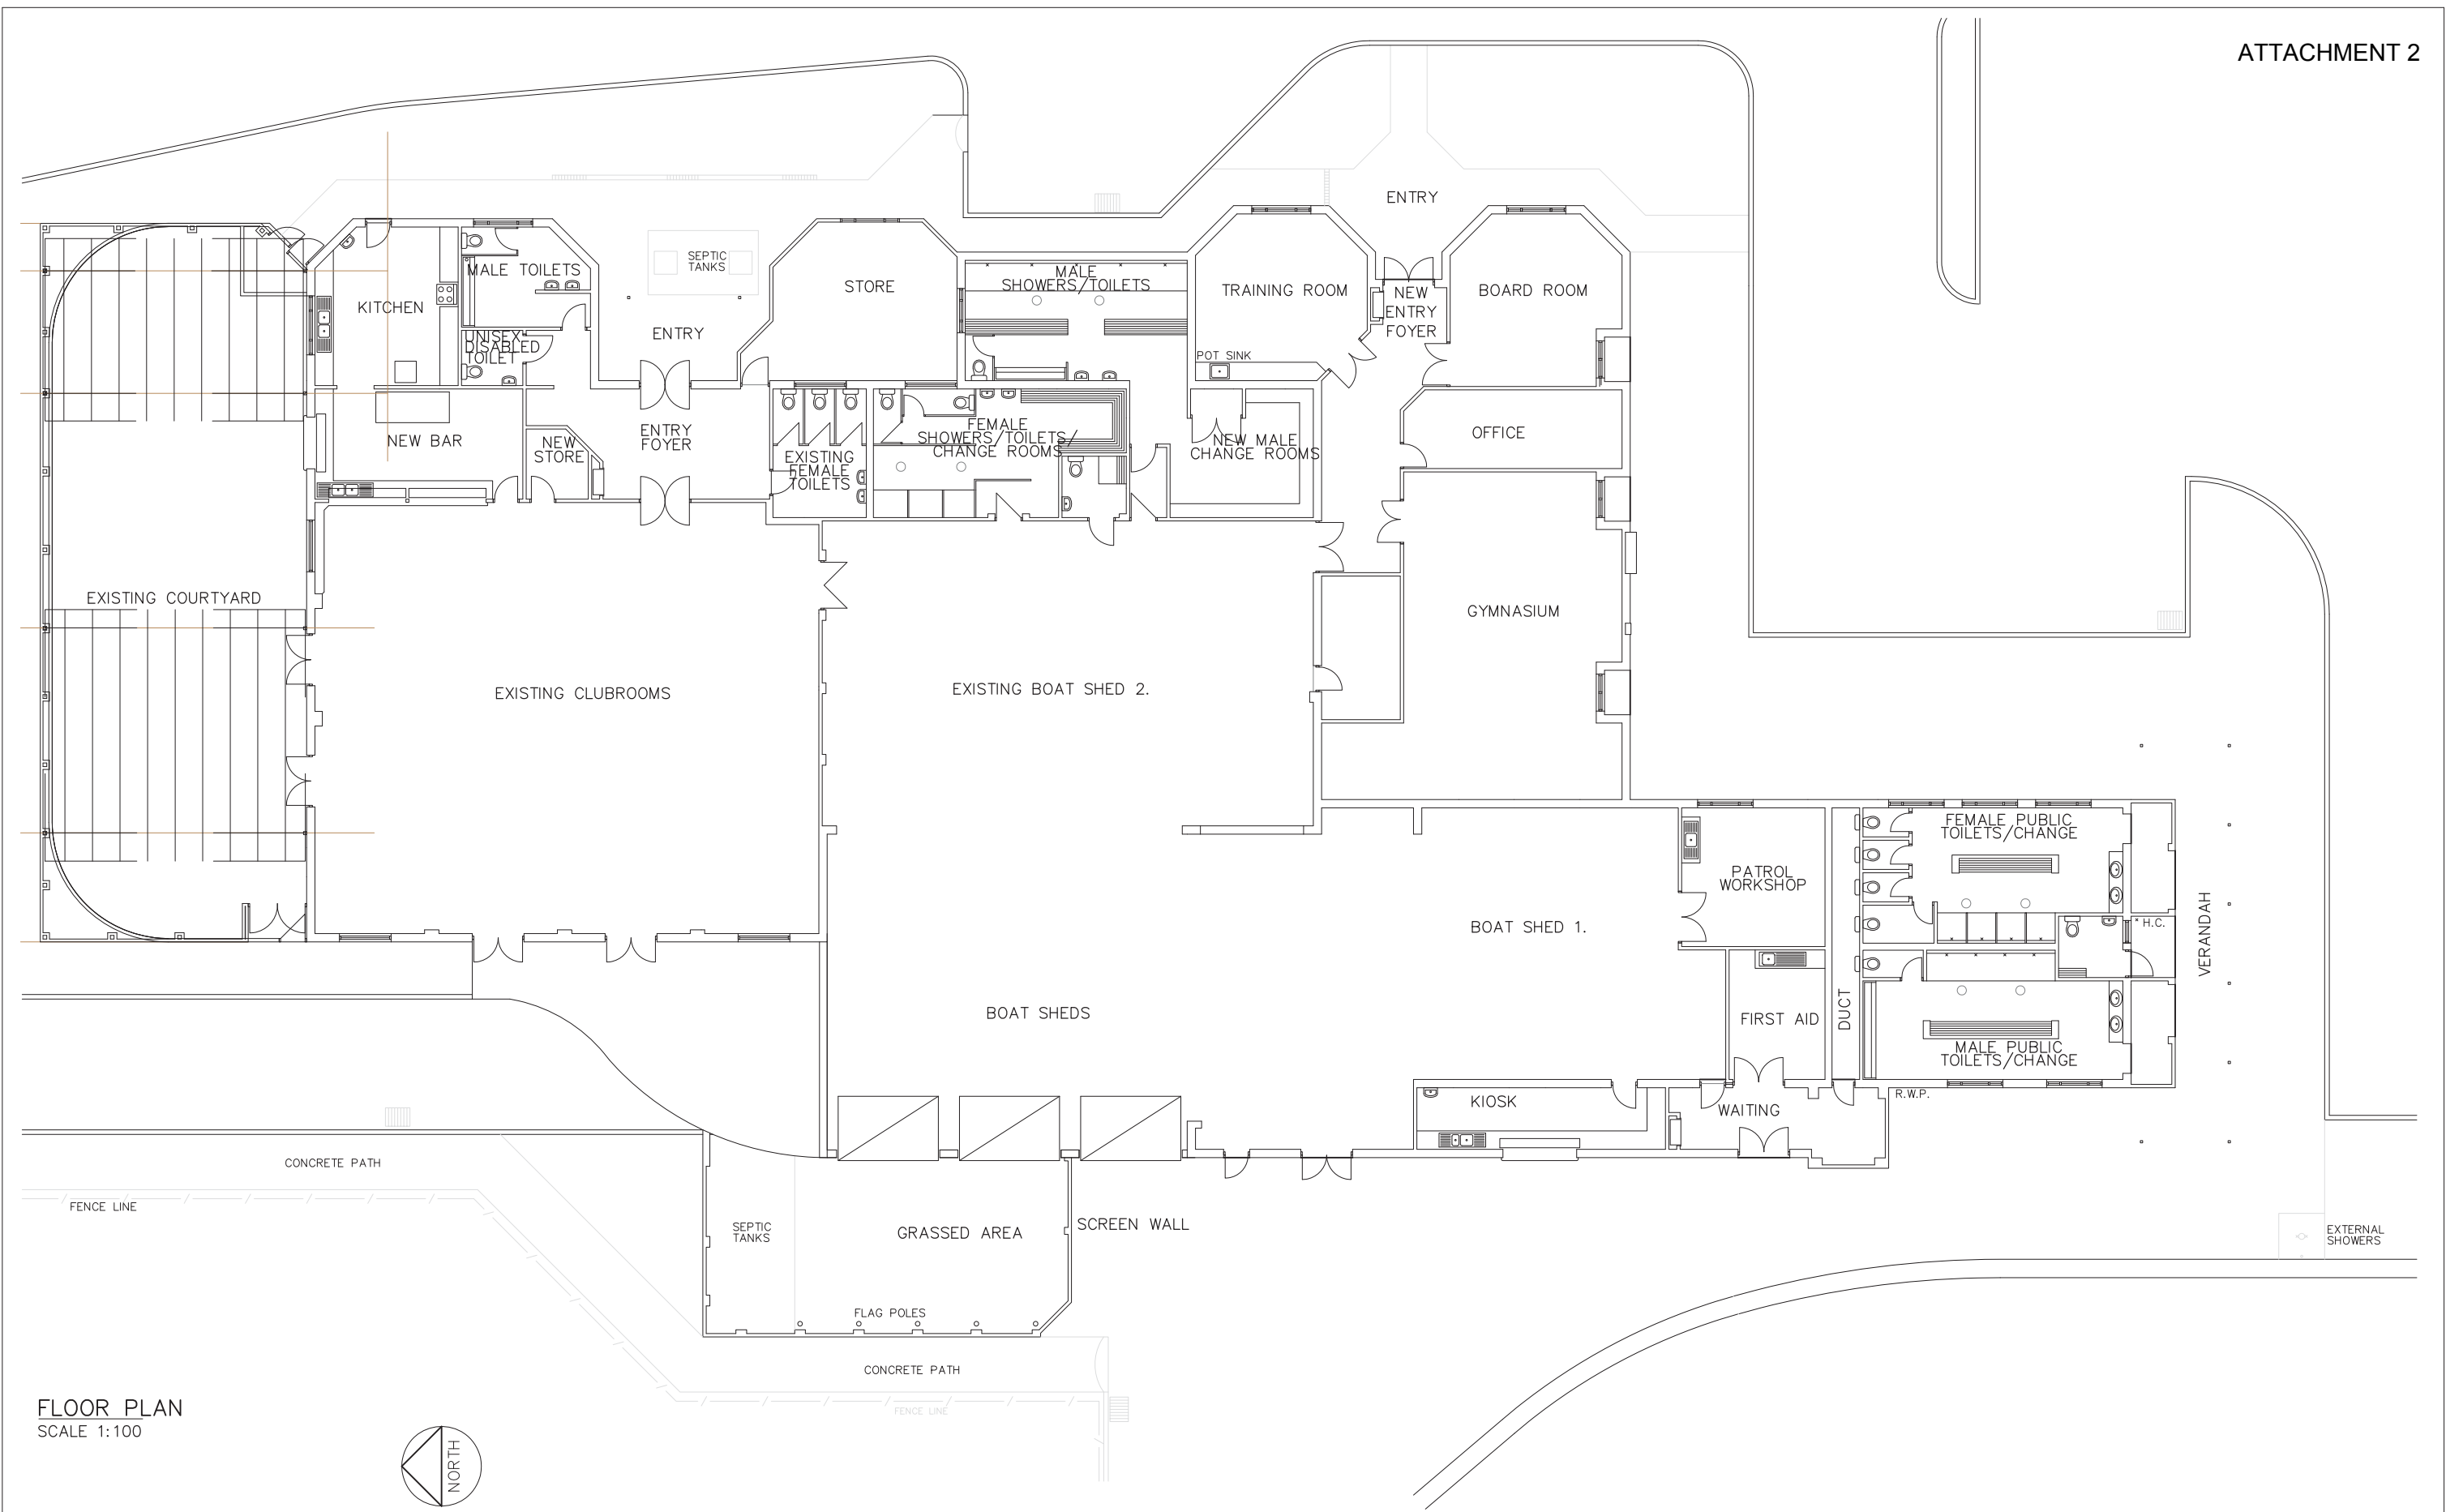 ATTACHMENT 2
ENTRY
SEPTIC
TANKS
MALE TOILETS
KITCHEN
STORE
MALE
SHOWERS/TOILETS
TRAINING ROOM
NEW
ENTRY
FOYER
BOARD ROOM
ENTRY
UNISEX
DISABLED
TOILET
POT SINK
NEW BAR
NEW
STORE
ENTRY
FOYER
EXISTING
FEMALE
TOILETS
FEMALE
SHOWERS/TOILETS/
CHANGE ROOMS
NEW MALE
CHANGE ROOMS
OFFICE
EXISTING COURTYARD
GYMNASIUM
EXISTING CLUBROOMS
EXISTING BOAT SHED 2.
FEMALE PUBLIC
TOILETS/CHANGE
PATROL
WORKSHOP
BOAT SHED 1.
H.C.
VERANDAH
BOAT SHEDS
FIRST AID
DUCT
MALE PUBLIC
TOILETS/CHANGE
KIOSK
WAITING
R.W.P.
CONCRETE PATH
FENCE LINE
SEPTIC
TANKS
GRASSED AREA
SCREEN WALL
EXTERNAL
SHOWERS
FLAG POLES
CONCRETE PATH
FENCE LINE
FLOOR PLAN
SCALE 1:100
NORTH